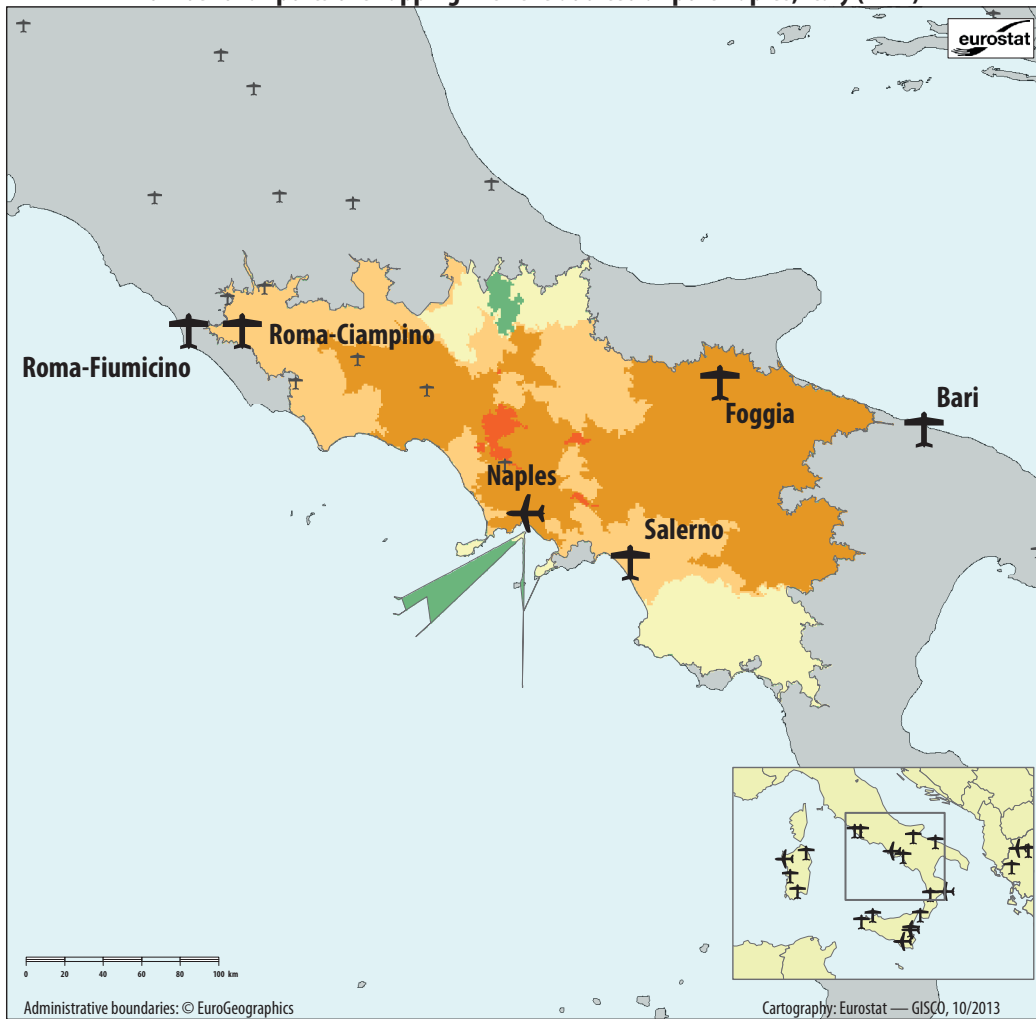 eurostat
Roma-Ciampino
Roma-Fiumicino
Foggia
Bari
Naples
Salerno
0 20 40 60 80 100 km
Administrative boundaries: © EuroGeographics
Cartography: Eurostat — GISCO, 10/2013